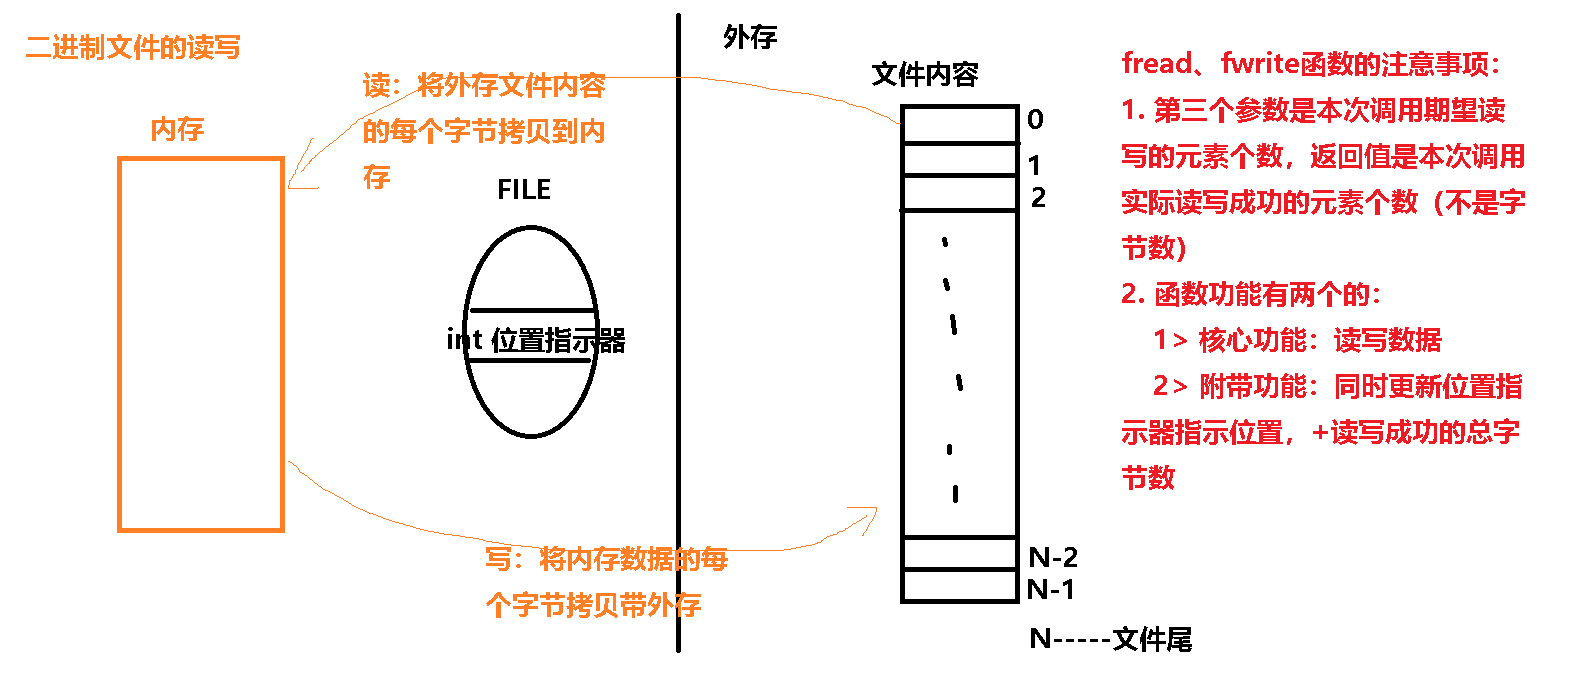 二进制文件的读写
外存
读：将外存文件内容
的每个字节拷贝到内
存
内存
FILE
int 位置指示器
写：将内存数据的每
个字节拷贝带外存
文件内容
0
1
2
N-2
N-1
N-----文件尾
fread、fwrite函数的注意事项：
1. 第三个参数是本次调用期望读
写的元素个数，返回值是本次调用
实际读写成功的元素个数（不是字
节数）
2. 函数功能有两个的：
1> 核心功能：读写数据
2> 附带功能：同时更新位置指
示器指示位置，+读写成功的总字
节数